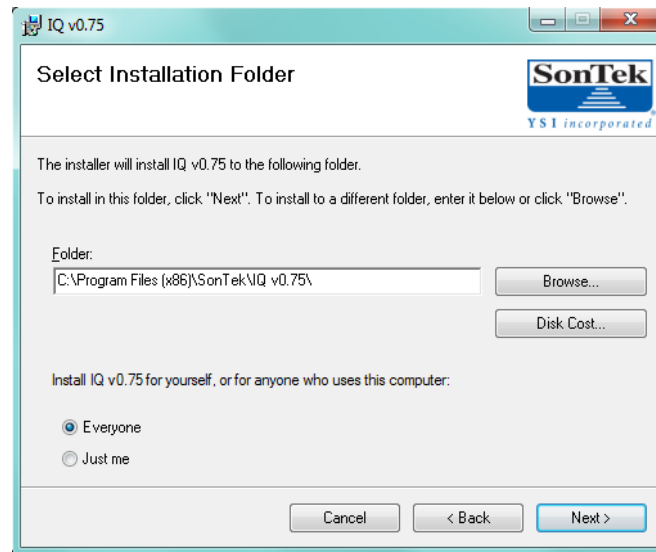 IQ v0.75
Select Installation Folder
SonTek
YSI incorporated
The installer will install IQ v0.75 to the following folder.
To install in this folder, click "Next". To install to a different folder, enter it below or click "Browse".
Folder:
C:\Program Files (x86)\SonTek\IQ v0.75\
Browse...
Disk Cost...
Install IQ v0.75 for yourself, or for anyone who uses this computer:
Everyone
Just me
Cancel
< Back
Next >